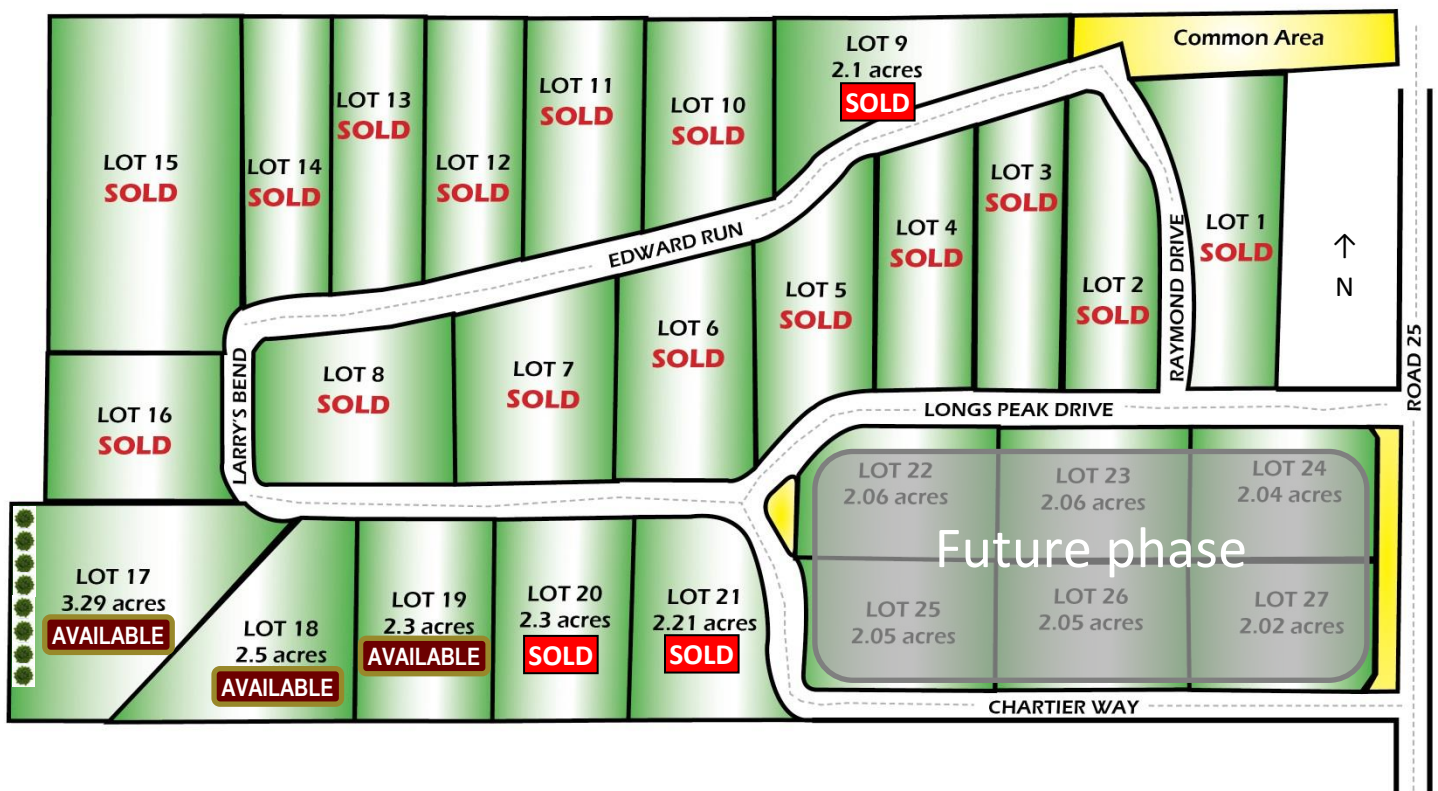 Common Area
LOT 9
2.1 acres
SOLD
LOT 11
SOLD
LOT 13
SOLD
LOT 10
SOLD
LOT 15
SOLD
LOT 14
SOLD
LOT 12
SOLD
LOT 3
SOLD
LOT 4
SOLD
LOT 1
SOLD
EDWARD RUN
RAYMOND DRIVE
↑
N
LOT 5
SOLD
LOT 2
SOLD
LOT 6
SOLD
LOT 7
SOLD
LOT 8
SOLD
ROAD 25
LARRY'S BEND
LOT 16
SOLD
LONGS PEAK DRIVE
LOT 22
2.06 acres
LOT 23
2.06 acres
LOT 24
2.04 acres
Future phase
LOT 25
2.05 acres
LOT 26
2.05 acres
LOT 27
2.02 acres
LOT 17
3.29 acres
AVAILABLE
LOT 18
2.5 acres
AVAILABLE
LOT 19
2.3 acres
AVAILABLE
LOT 20
2.3 acres
SOLD
LOT 21
2.21 acres
SOLD
CHARTIER WAY